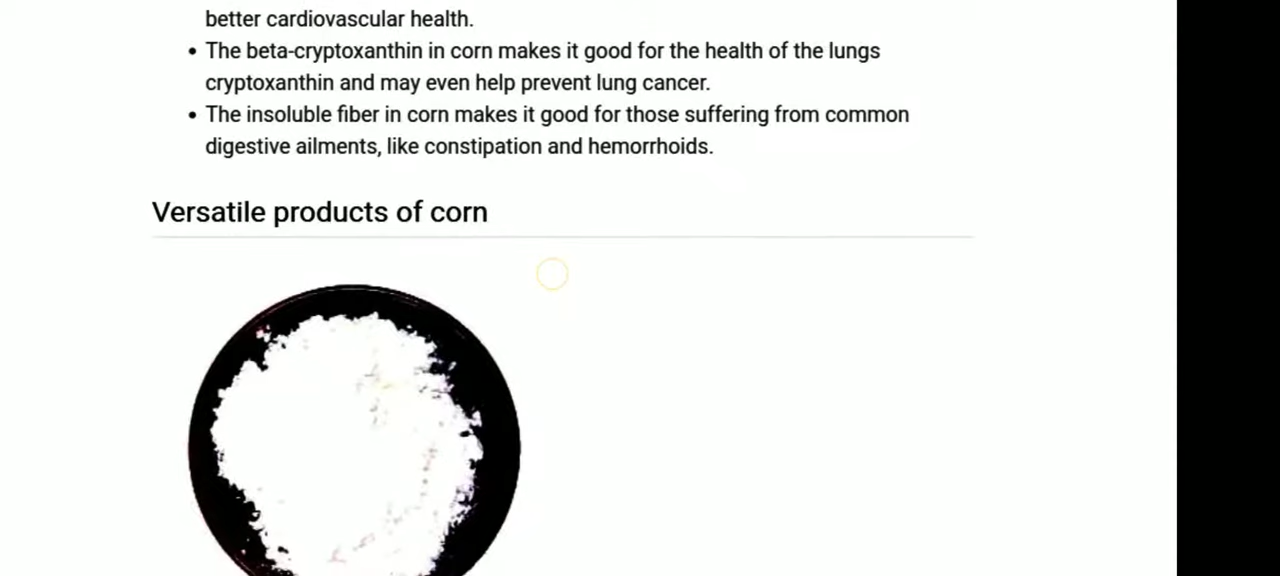 better cardiovascular health.
• The beta-cryptoxanthin in corn makes it good for the health of the lungs
cryptoxanthin and may even help prevent lung cancer.
• The insoluble fiber in corn makes it good for those suffering from common
digestive ailments, like constipation and hemorrhoids.
Versatile products of corn